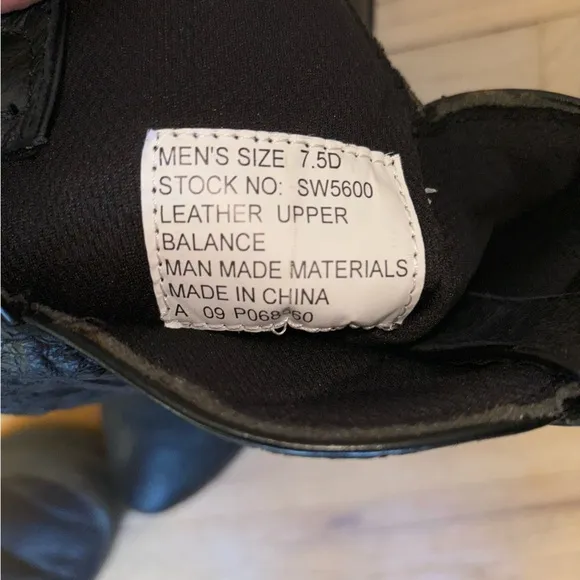 MEN'S SIZE 7.5D
STOCK NO: SW5600
LEATHER UPPER
BALANCE
MAN MADE MATERIALS
MADE IN CHINA
A 09